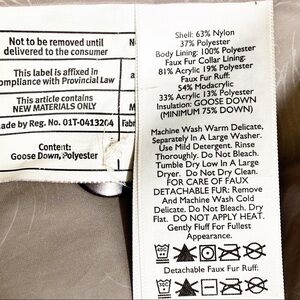 Not to be removed until
delivered to the consumer
This label is affixed in
ompliance with Provincial Law
This article contains
NEW MATERIALS ONLY
ade by Reg. No. 01T-0413204
Content:
Goose Down, Polyester
Shell: 63% Nylon
37% Polyester
Body Lining: 100% Polyester
Faux Fur Collar Lining:
81% Acrylic 19% Polyester
Faux Fur Ruff:
54% Modacrylic
33% Acrylic 13% Polyester
Insulation: GOOSE DOWN
(MINIMUM 75% DOWN)
Machine Wash Warm Delicate,
Separately In A Large Washer.
Use Mild Detergent. Rinse
Thoroughly. Do Not Bleach.
Tumble Dry Low In A Large
Dryer. Do Not Dry Clean.
FOR CARE OF FAUX
DETACHABLE FUR: Remove
And Machine Wash Cold
Delicate. Do Not Bleach. Dry
Flat. DO NOT APPLY HEAT.
Gently Fluff For Fullest
Appearance.
Detachable Faux Fur Ruff: